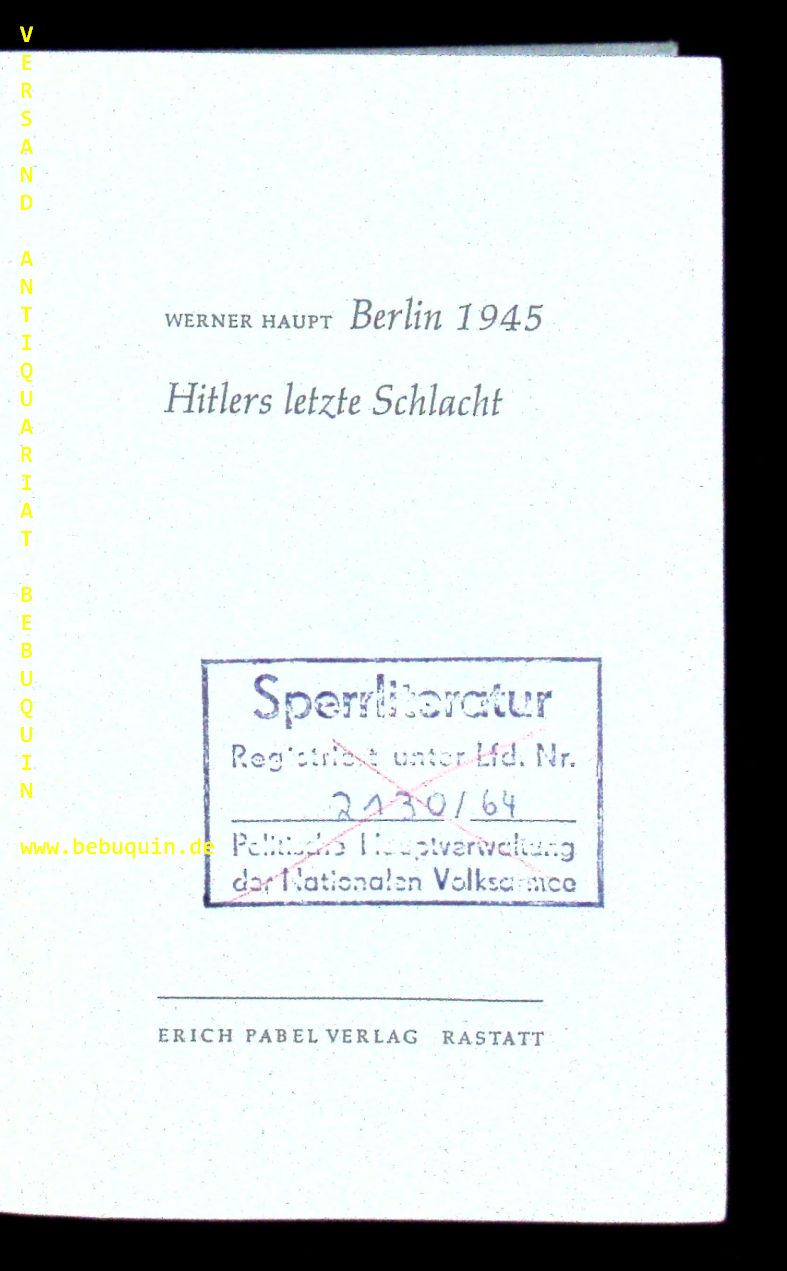 VERSAND ANTIQUARIAT BEBUQUIN
www.bebuquin.de
WERNER HAUPT Berlin 1945
Hitlers letzte Schlacht
Sperrliteratur
Registriert unter Lfd. Nr.
2130/64
Politische Hauptverwaltung
der Nationalen Volksarmee
ERICH PABEL VERLAG RASTATT